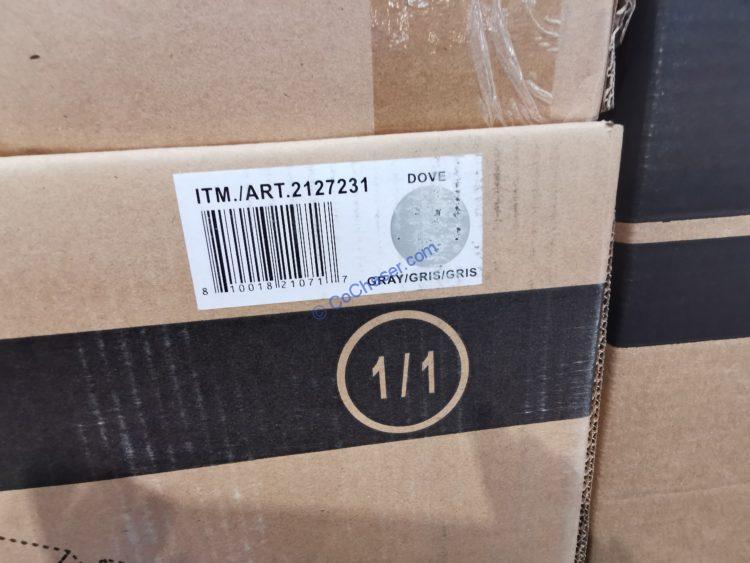 ITM./ART.2127231
DOVE
8 10018 21071 7
GRAY/GRIS/GRIS
© CoChaser.com
1/1